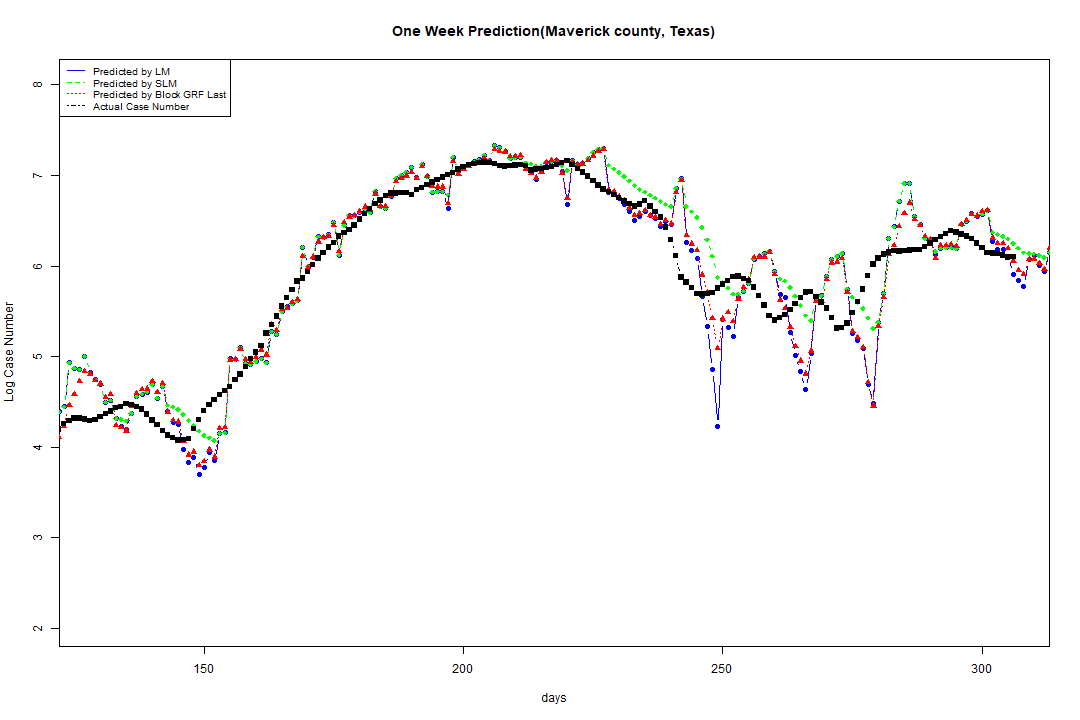 One Week Prediction(Maverick county, Texas)
Predicted by LM
Predicted by SLM
Predicted by Block GRF Last
Actual Case Number
8
7
6
5
4
3
2
Log Case Number
150
200
250
300
days